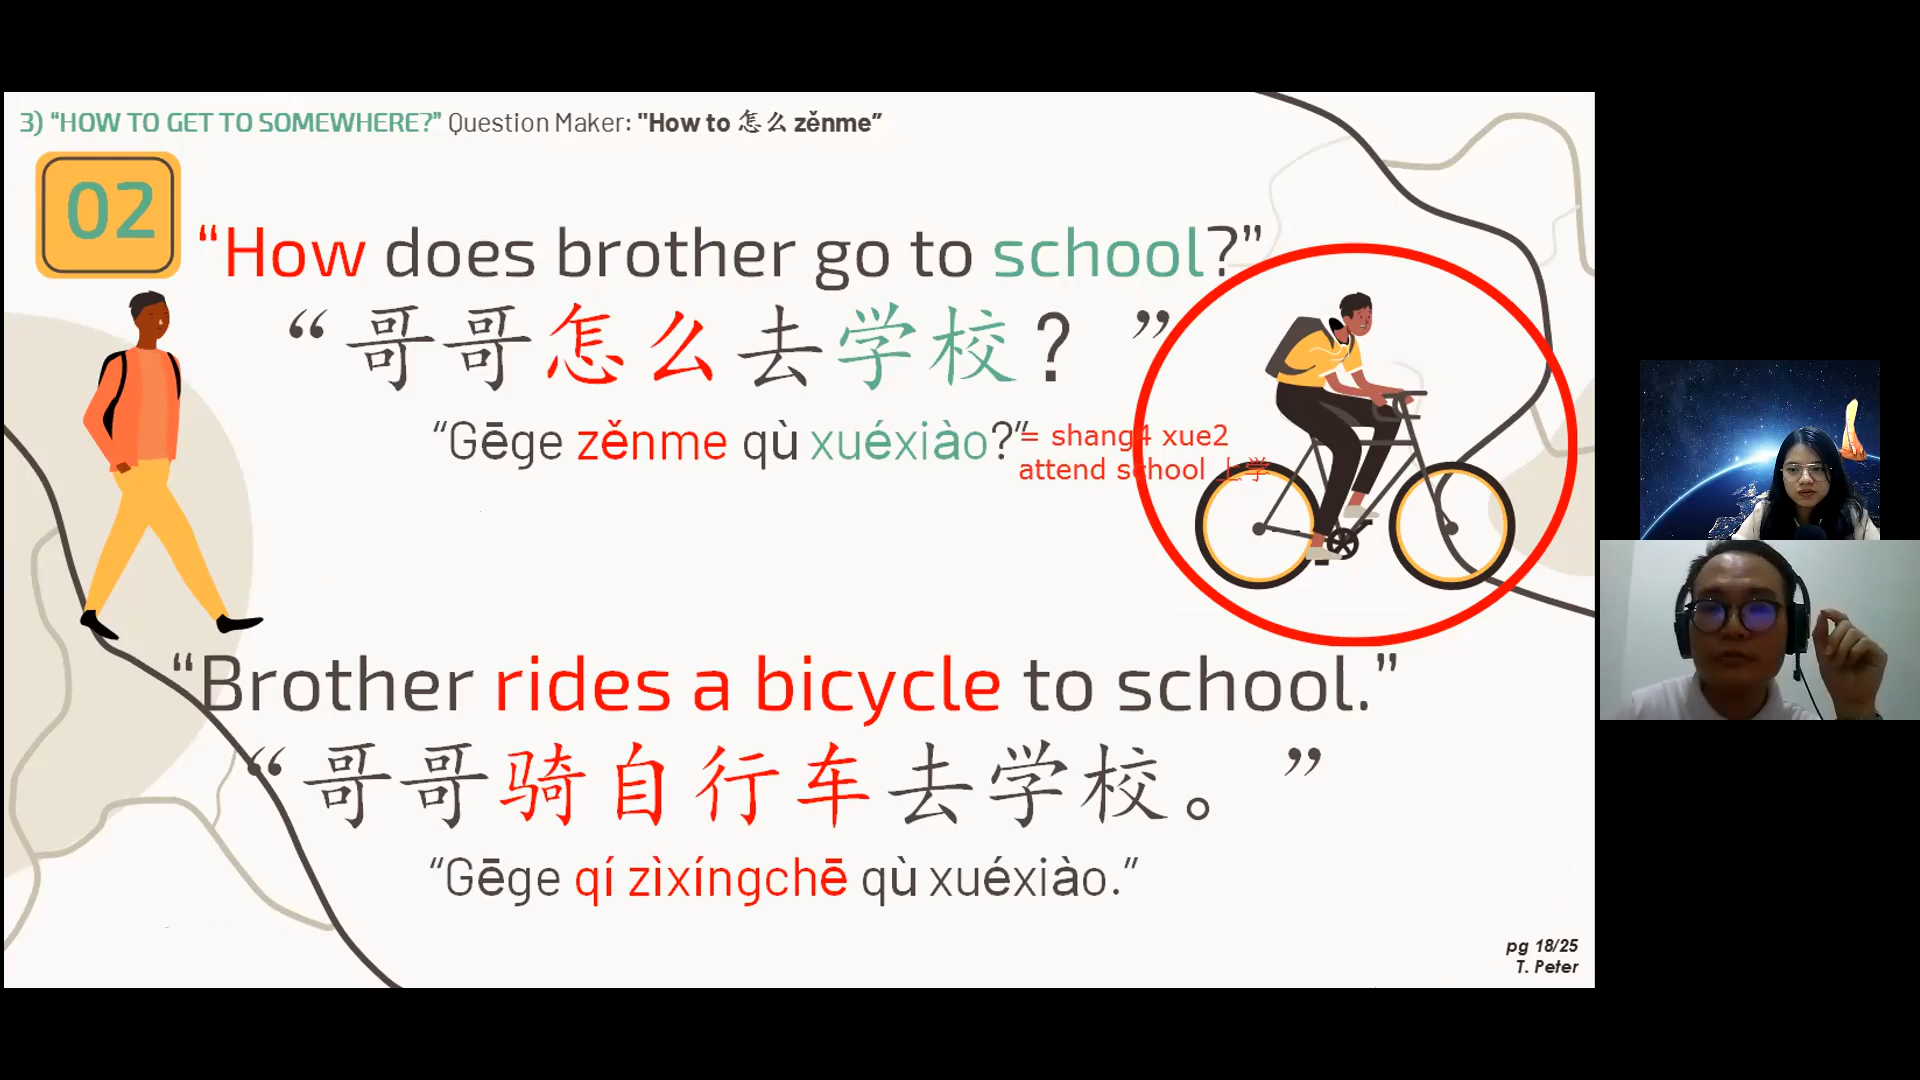 3) “HOW TO GET TO SOMEWHERE?” Question Maker: "How to 怎么 zěnme”
02
“How does brother go to school?”
“哥哥怎么去学校？”
“Gēge zěnme qù xuéxiào?”
= shang4 xue2
attend school 上学
“Brother rides a bicycle to school.”
“哥哥骑自行车去学校。”
“Gēge qí zìxíngchē qù xuéxiào.”
pg 18/25
T. Peter